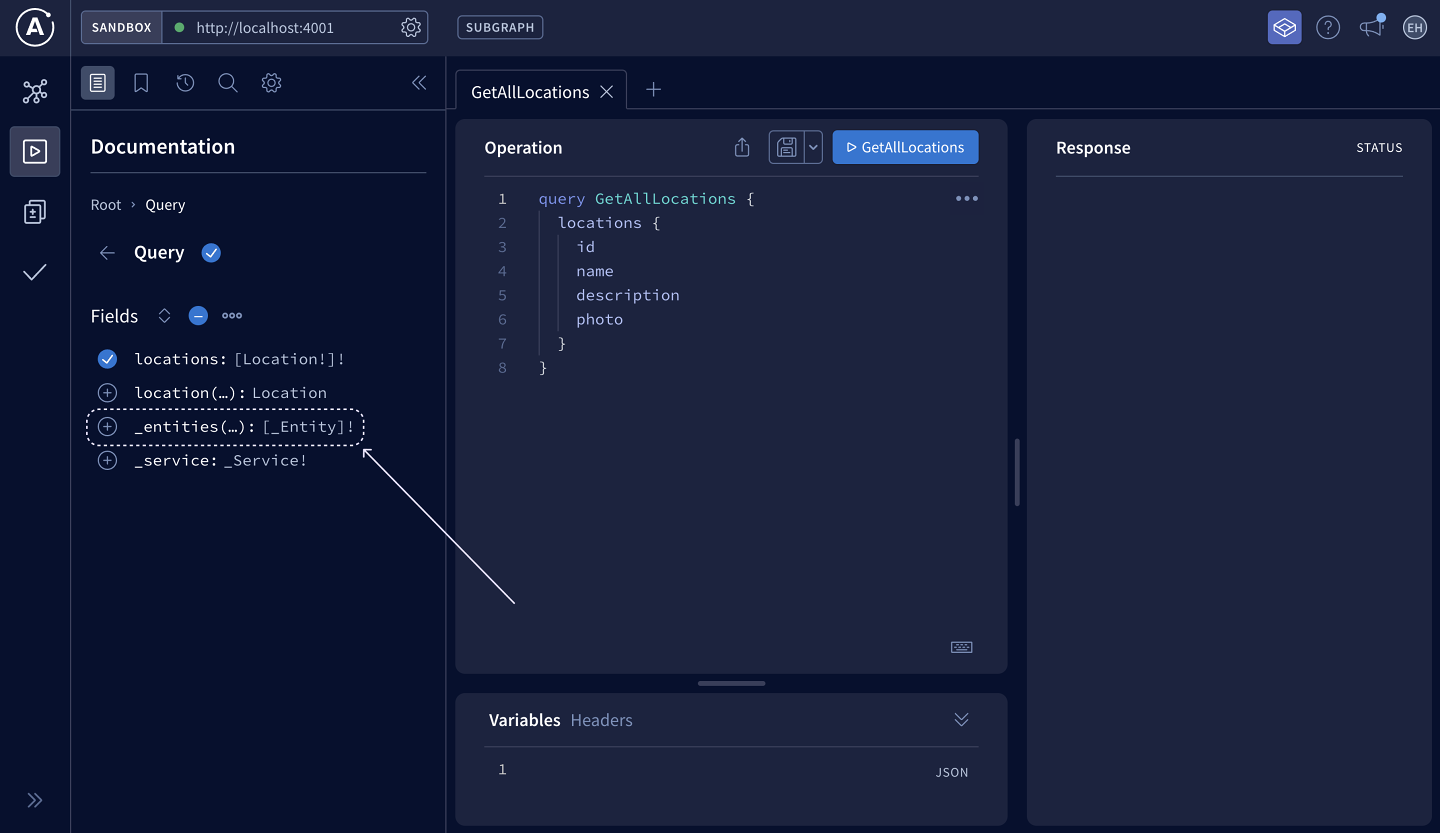 A
SANDBOX
http://localhost:4001
SUBGRAPH
?
EH
GetAllLocations
Documentation
Root › Query
Query
Fields
locations: [Location!]!
location(…): Location
_entities(…): [_Entity]!
_service: _Service!
Operation
GetAllLocations
1 query GetAllLocations {
2 locations {
3 id
4 name
5 description
6 photo
7 }
8 }
Variables Headers
1
JSON
Response
STATUS